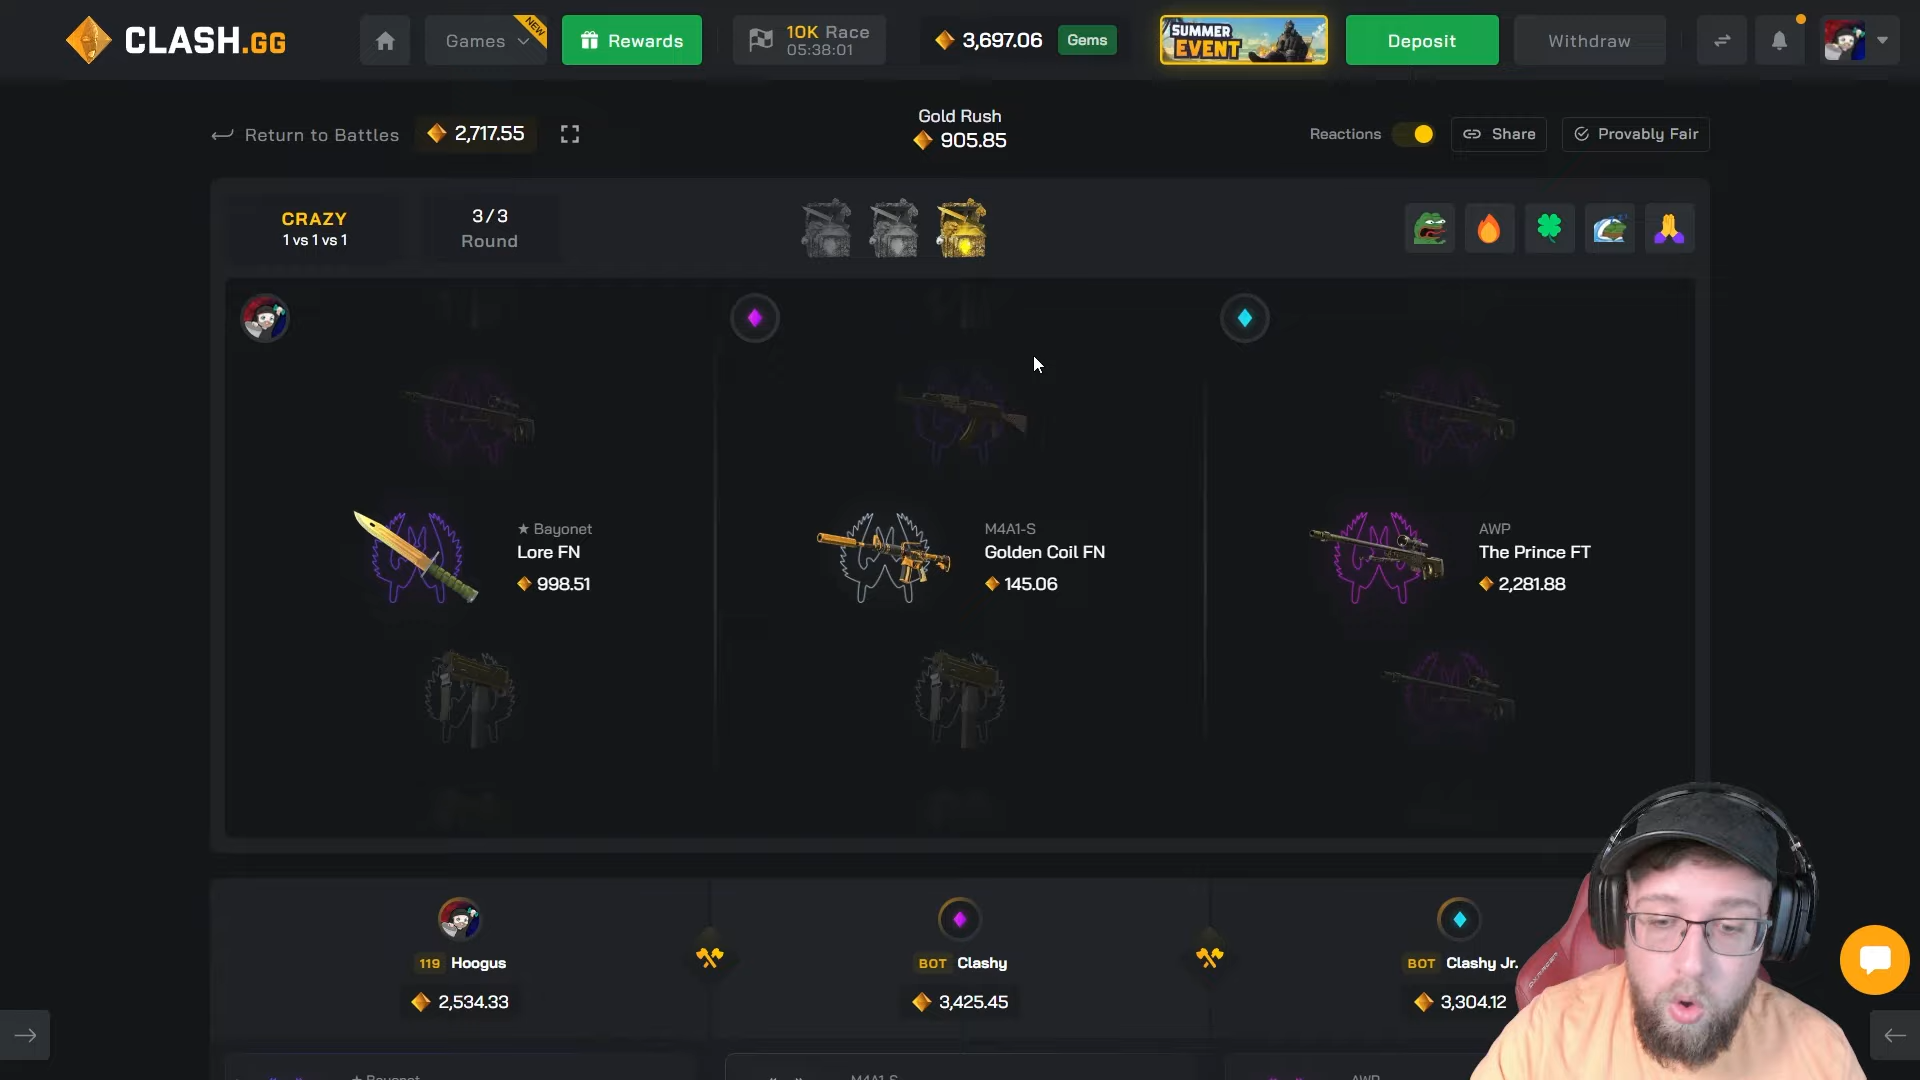 CLASH.GG
Games
NEW
Rewards
10K Race
05:38:01
3,697.06
Gems
SUMMER
EVENT
Deposit
Withdraw
Return to Battles
2,717.55
Gold Rush
905.85
Reactions
Share
Provably Fair
CRAZY
1 vs 1 vs 1
3/3
Round
★ Bayonet
Lore FN
998.51
M4A1-S
Golden Coil FN
145.06
AWP
The Prince FT
2,281.88
119 Hoogus
2,534.33
BOT Clashy
3,425.45
BOT Clashy Jr.
3,304.12
★ Bayonet
M4A1-S
AWP